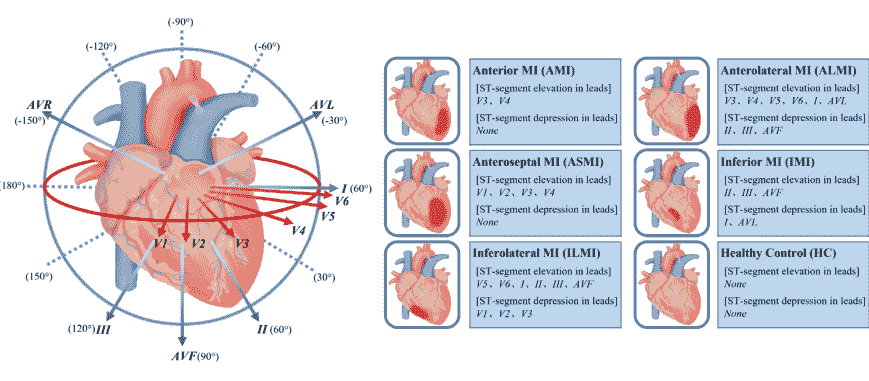 (-90°)
(-120°)
(-60°)
AVR
AVL
(-150°)
(-30°)
(180°)
I (60°)
V6
V5
V4
V1
V2
V3
(150°)
(30°)
(120°) III
II (60°)
AVF(90°)
Anterior MI (AMI)
[ST-segment elevation in leads]
V3、V4
[ST-segment depression in leads]
None
Anterolateral MI (ALMI)
[ST-segment elevation in leads]
V3、V4、V5、V6、I、AVL
[ST-segment depression in leads]
II、III、AVF
Anteroseptal MI (ASMI)
[ST-segment elevation in leads]
V1、V2、V3、V4
[ST-segment depression in leads]
None
Inferior MI (IMI)
[ST-segment elevation in leads]
II、III、AVF
[ST-segment depression in leads]
I、AVL
Inferolateral MI (ILMI)
[ST-segment elevation in leads]
V5、V6、I、II、III、AVF
[ST-segment depression in leads]
V1、V2、V3
Healthy Control (HC)
[ST-segment elevation in leads]
None
[ST-segment depression in leads]
None